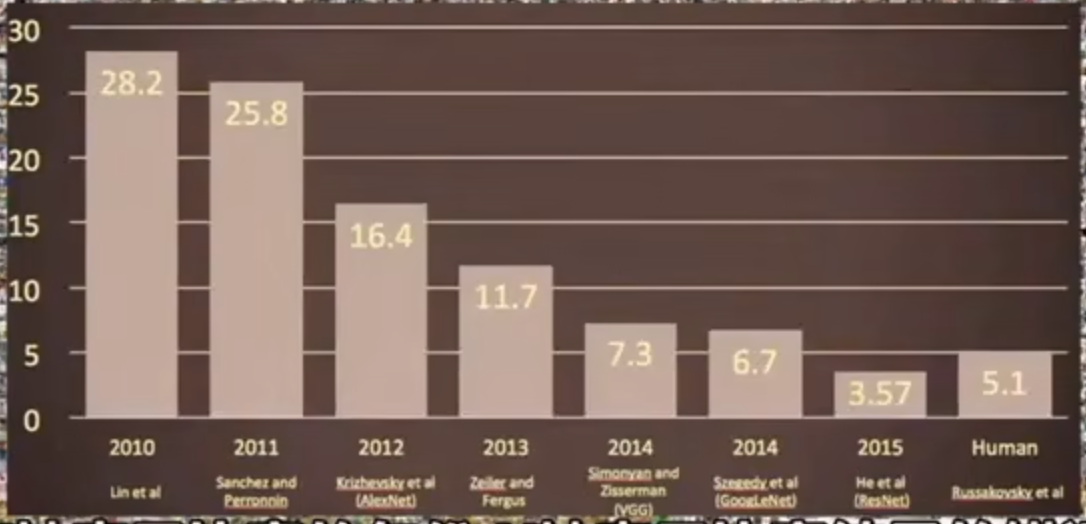 30
25
20
15
10
5
0
28.2
25.8
16.4
11.7
7.3
6.7
3.57
5.1
2010
2011
2012
2013
2014
2014
2015
Human
Lin et al
Sanchez and
Perronnin
Krizhevsky et al
(AlexNet)
Zeiler and
Fergus
Simonyan and
Zisserman
(VGG)
Szegedy et al
(GoogLeNet)
He et al
(ResNet)
Russakovsky et al